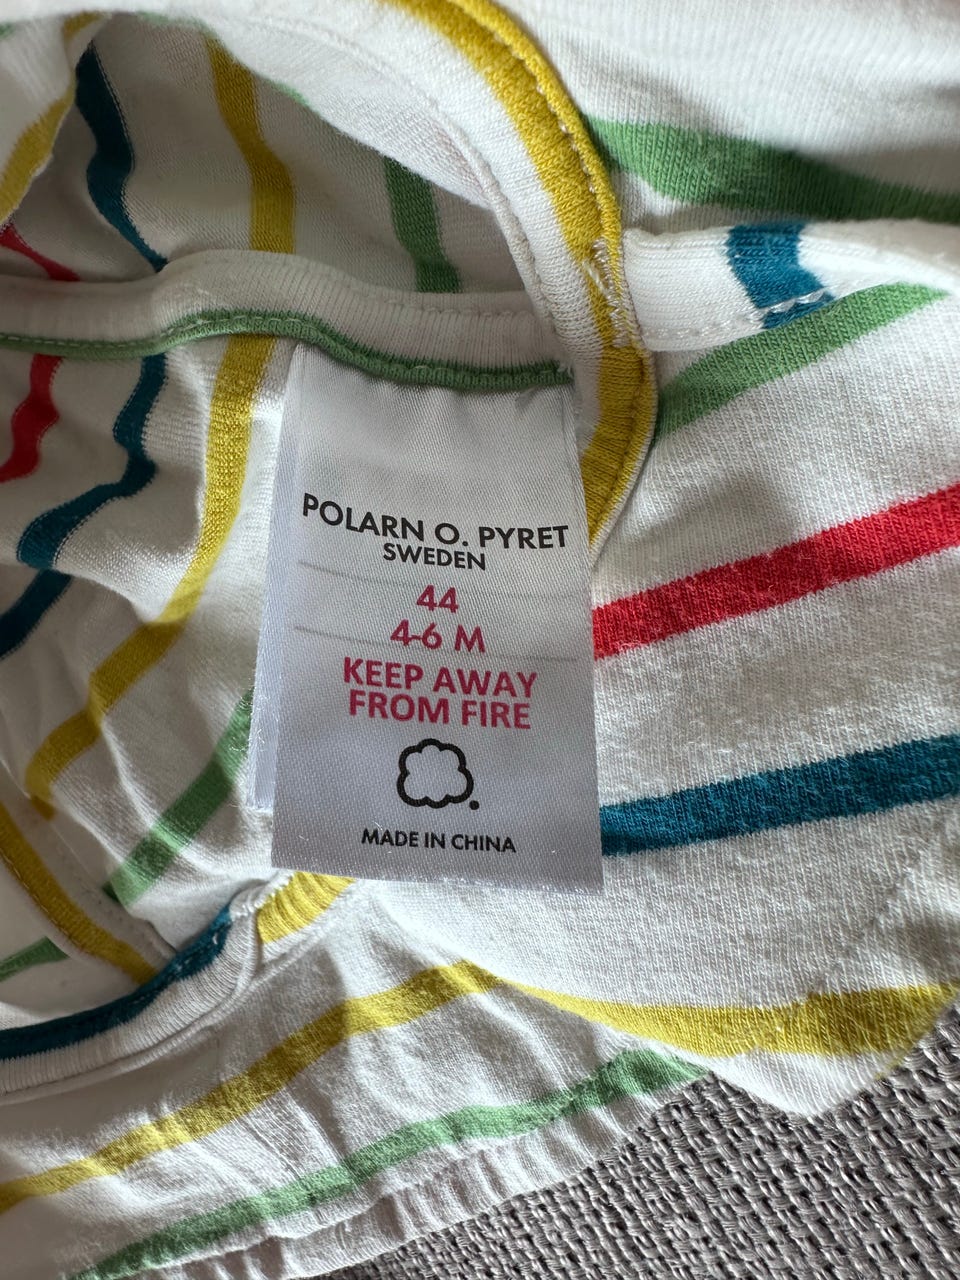 POLARN O. PYRET
SWEDEN
44
4-6 M
KEEP AWAY
FROM FIRE
MADE IN CHINA